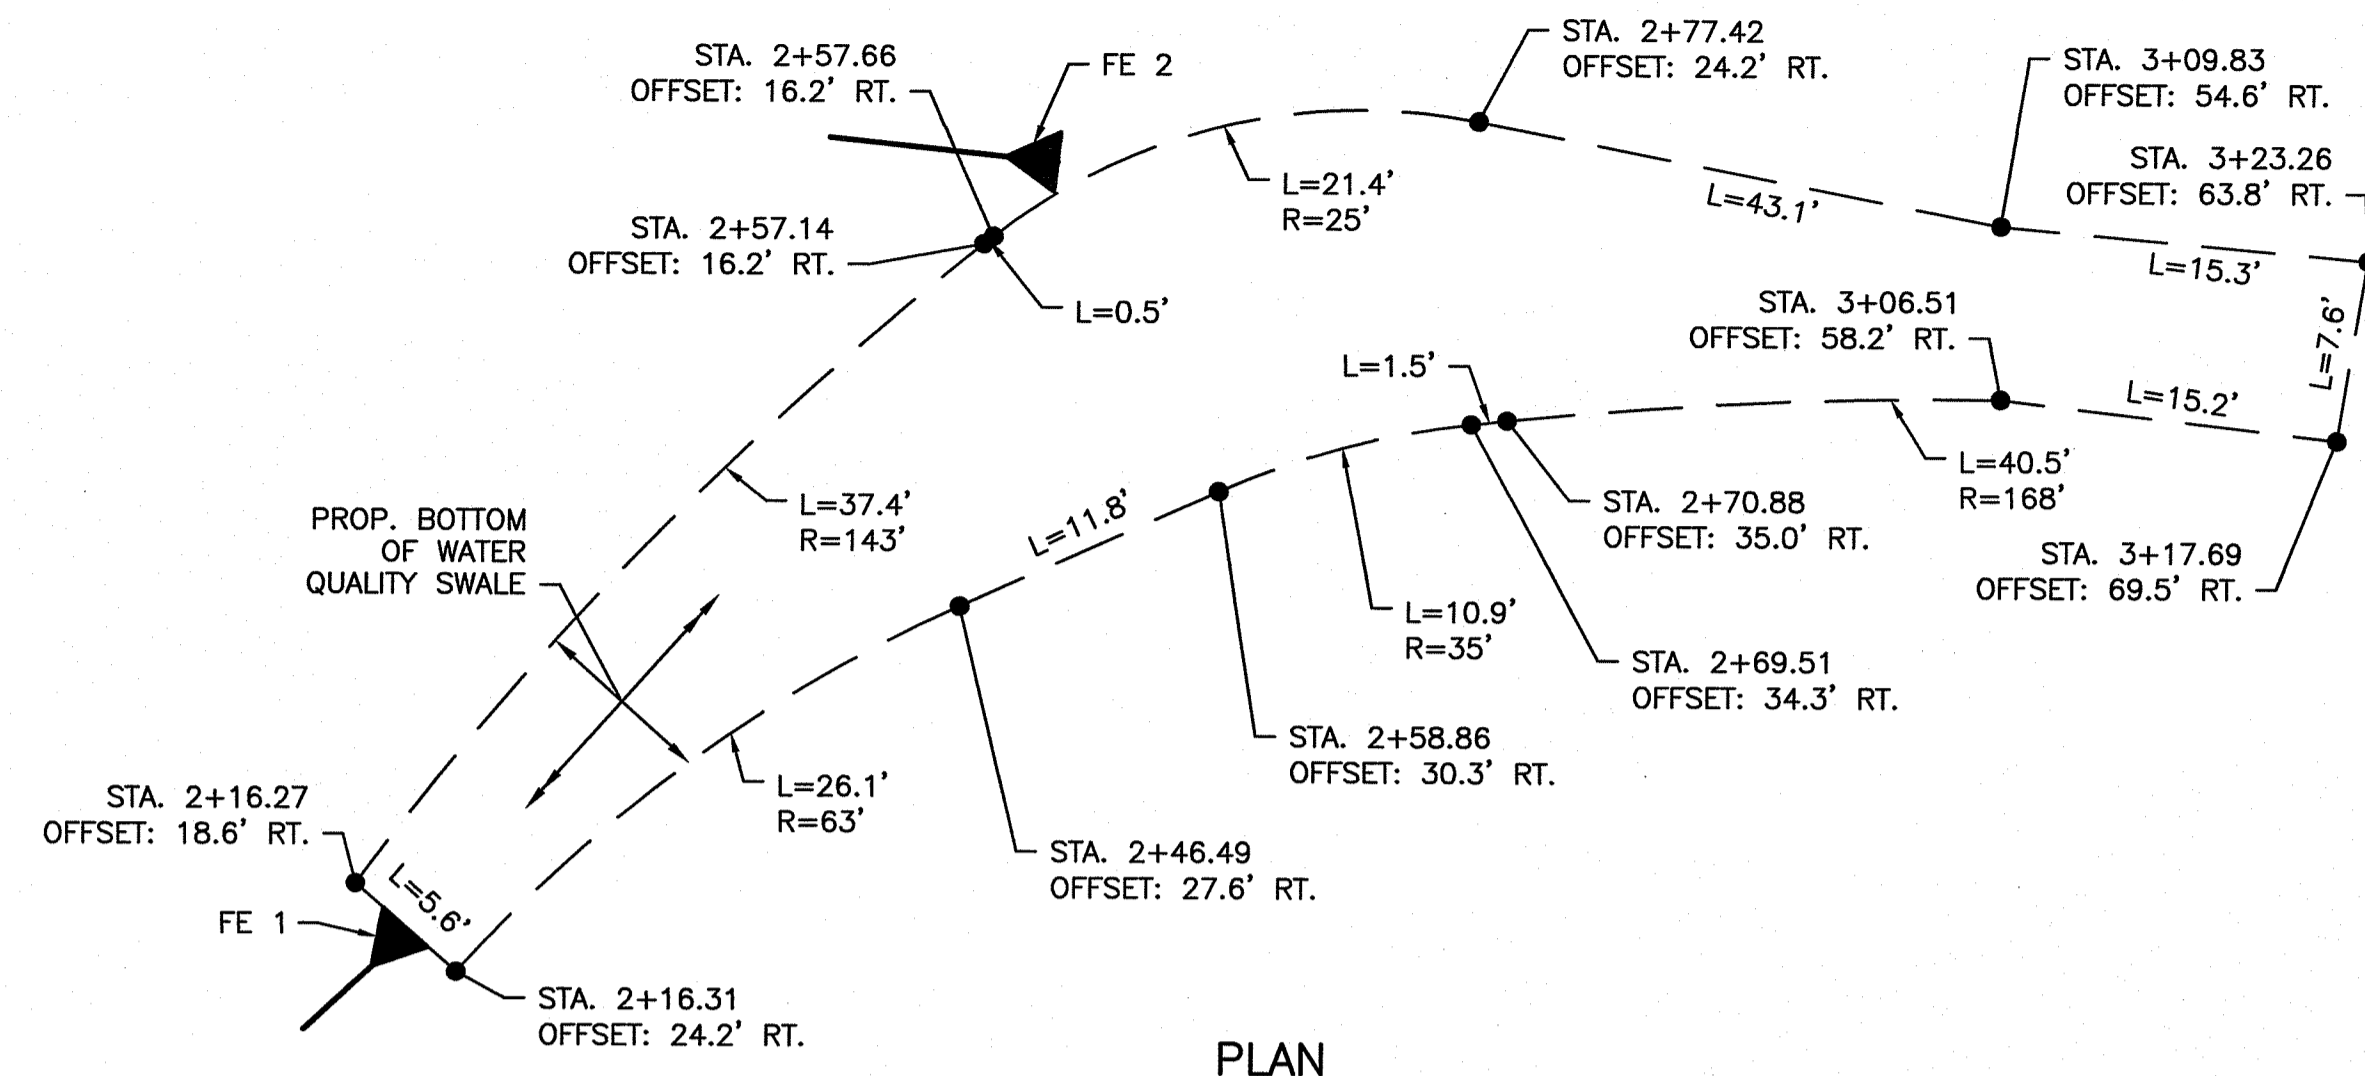 STA. 2+57.66
OFFSET: 16.2' RT.
FE 2
STA. 2+77.42
OFFSET: 24.2' RT.
STA. 3+09.83
OFFSET: 54.6' RT.
STA. 3+23.26
OFFSET: 63.8' RT.
L=21.4'
R=25'
L=43.1'
STA. 2+57.14
OFFSET: 16.2' RT.
L=15.3'
L=0.5'
STA. 3+06.51
OFFSET: 58.2' RT.
L=7.6'
L=1.5'
L=15.2'
L=40.5'
R=168'
L=37.4'
R=143'
L=11.8'
STA. 2+70.88
OFFSET: 35.0' RT.
PROP. BOTTOM
OF WATER
QUALITY SWALE
STA. 3+17.69
OFFSET: 69.5' RT.
L=10.9'
R=35'
STA. 2+69.51
OFFSET: 34.3' RT.
STA. 2+58.86
OFFSET: 30.3' RT.
L=26.1'
R=63'
STA. 2+16.27
OFFSET: 18.6' RT.
STA. 2+46.49
OFFSET: 27.6' RT.
L=5.6'
FE 1
STA. 2+16.31
OFFSET: 24.2' RT.
PLAN